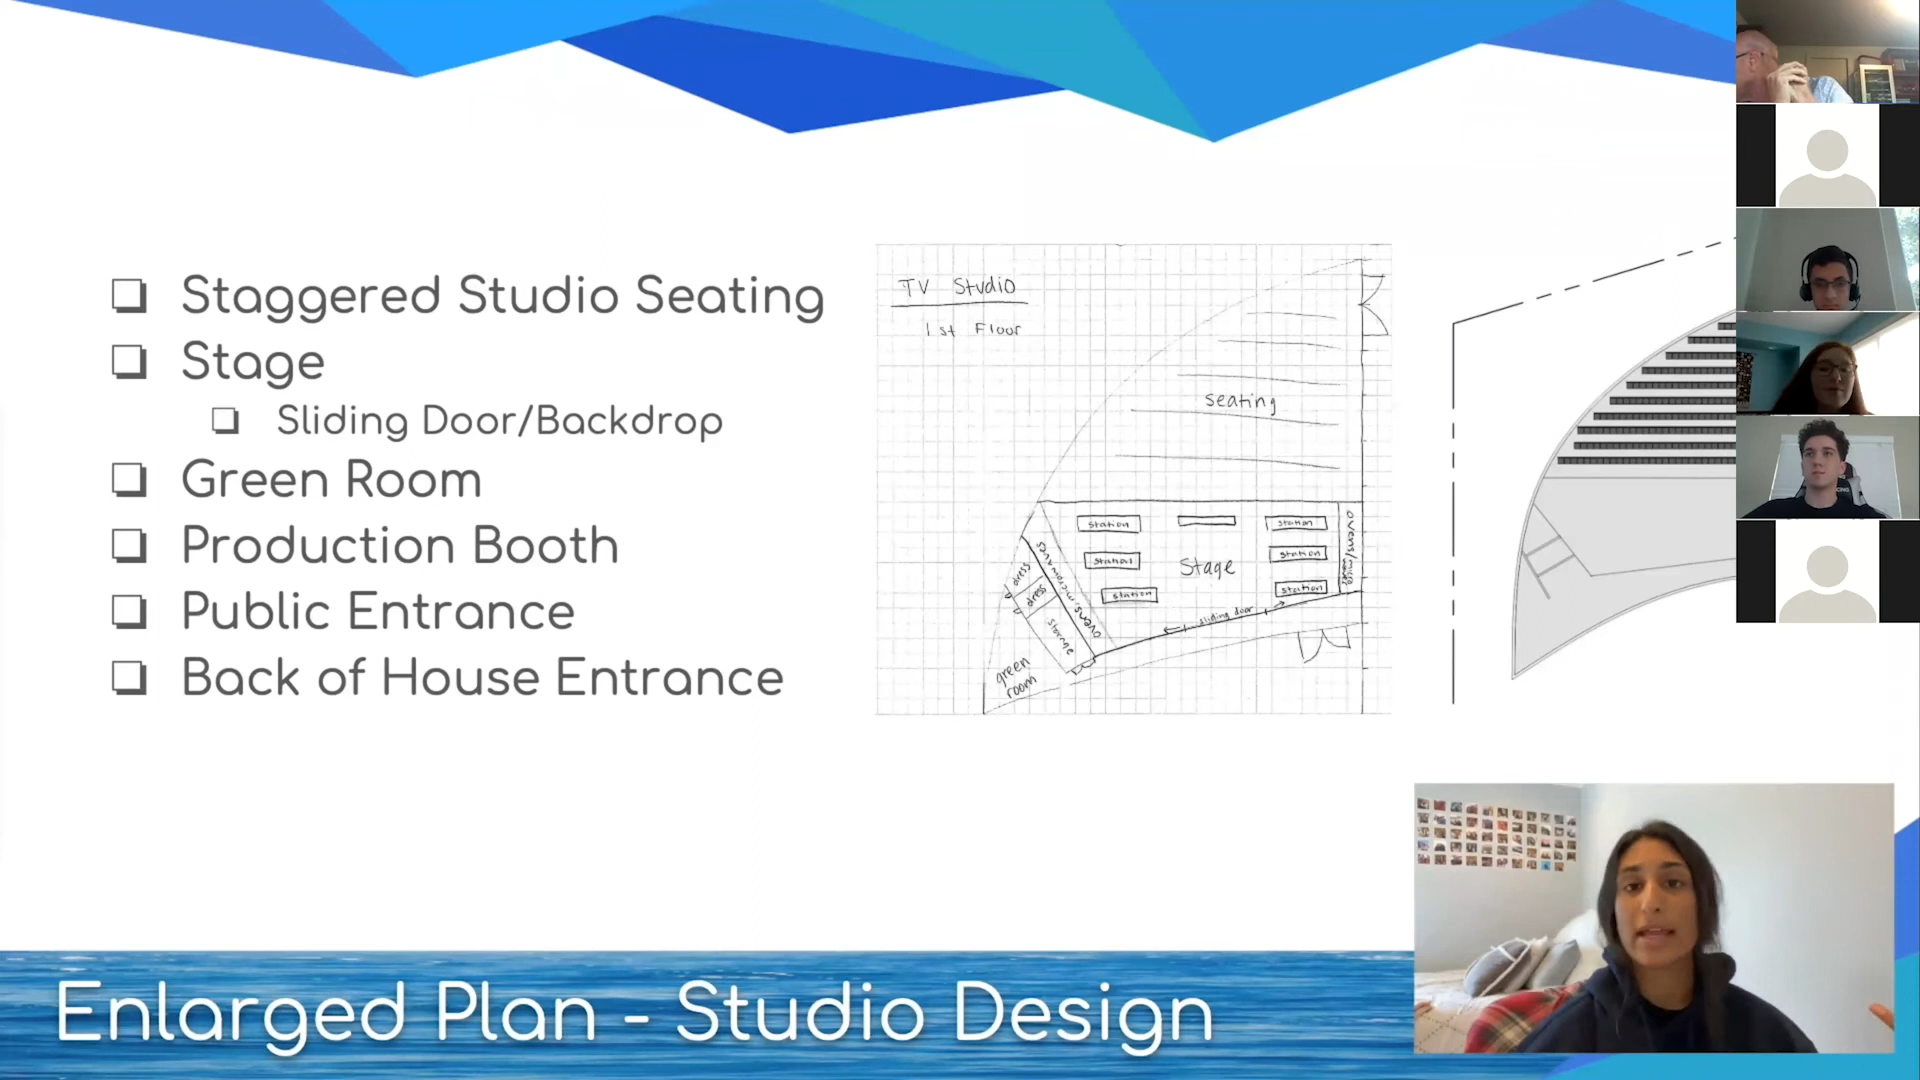 Staggered Studio Seating
Stage
Sliding Door/Backdrop
Green Room
Production Booth
Public Entrance
Back of House Entrance
TV Studio
1st Floor
seating
station
station
station
Stage
station
station
station
ovens/micro
ovens, microwaves
dress
dress
storage
sliding door
green
room
Enlarged Plan - Studio Design